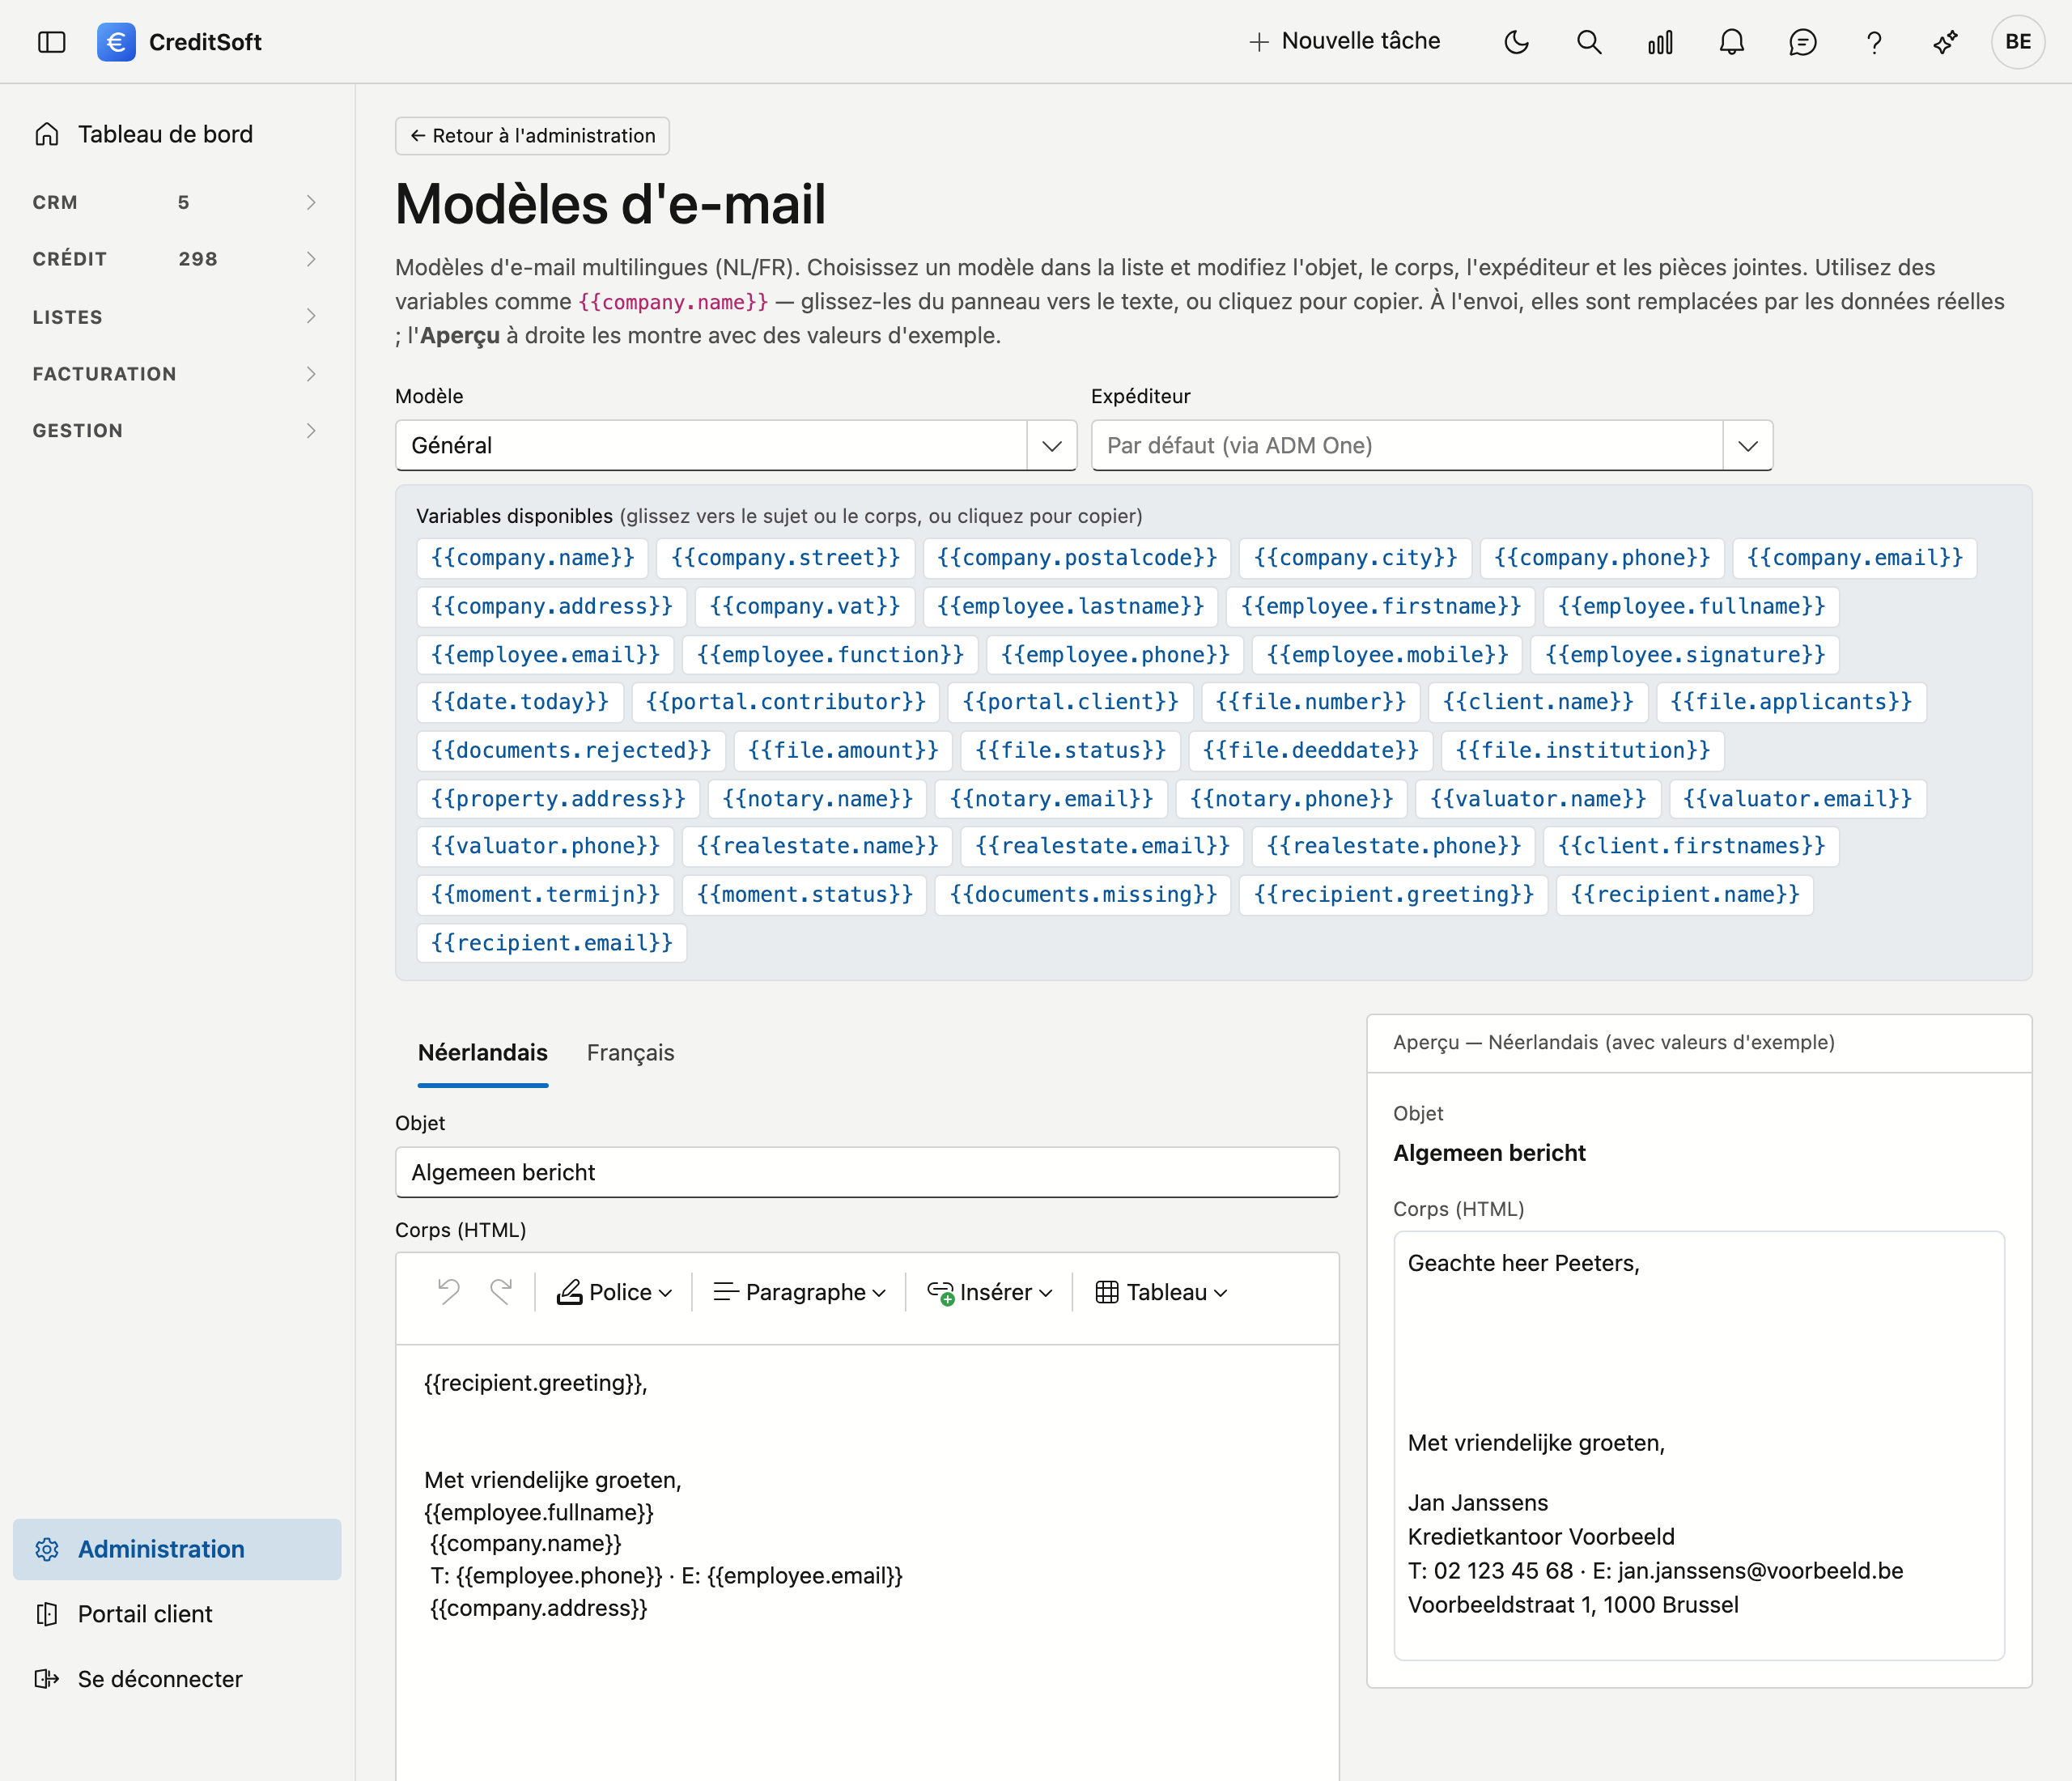 CreditSoft
Nouvelle tâche
BE
Tableau de bord
CRM 5
CRÉDIT 298
LISTES
FACTURATION
GESTION
Administration
Portail client
Se déconnecter
← Retour à l'administration
Modèles d'e-mail
Modèles d'e-mail multilingues (NL/FR). Choisissez un modèle dans la liste et modifiez l'objet, le corps, l'expéditeur et les pièces jointes. Utilisez des
variables comme {{company.name}} — glissez-les du panneau vers le texte, ou cliquez pour copier. À l'envoi, elles sont remplacées par les données réelles
; l'Aperçu à droite les montre avec des valeurs d'exemple.
Modèle
Général
Expéditeur
Par défaut (via ADM One)
Variables disponibles (glissez vers le sujet ou le corps, ou cliquez pour copier)
{{company.name}} {{company.street}} {{company.postalcode}} {{company.city}} {{company.phone}} {{company.email}}
{{company.address}} {{company.vat}} {{employee.lastname}} {{employee.firstname}} {{employee.fullname}}
{{employee.email}} {{employee.function}} {{employee.phone}} {{employee.mobile}} {{employee.signature}}
{{date.today}} {{portal.contributor}} {{portal.client}} {{file.number}} {{client.name}} {{file.applicants}}
{{documents.rejected}} {{file.amount}} {{file.status}} {{file.deeddate}} {{file.institution}}
{{property.address}} {{notary.name}} {{notary.email}} {{notary.phone}} {{valuator.name}} {{valuator.email}}
{{valuator.phone}} {{realestate.name}} {{realestate.email}} {{realestate.phone}} {{client.firstnames}}
{{moment.termijn}} {{moment.status}} {{documents.missing}} {{recipient.greeting}} {{recipient.name}}
{{recipient.email}}
Néerlandais Français
Objet
Algemeen bericht
Corps (HTML)
Police Paragraphe Insérer Tableau
{{recipient.greeting}},
Met vriendelijke groeten,
{{employee.fullname}}
{{company.name}}
T: {{employee.phone}} · E: {{employee.email}}
{{company.address}}
Aperçu — Néerlandais (avec valeurs d'exemple)
Objet
Algemeen bericht
Corps (HTML)
Geachte heer Peeters,
Met vriendelijke groeten,
Jan Janssens
Kredietkantoor Voorbeeld
T: 02 123 45 68 · E: jan.janssens@voorbeeld.be
Voorbeeldstraat 1, 1000 Brussel